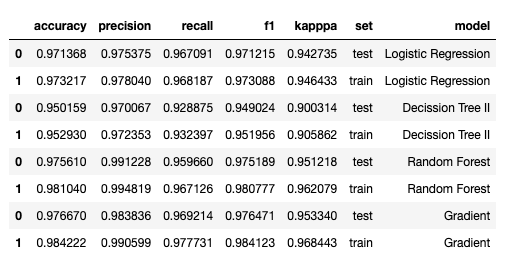 accuracy precision recall f1 kapppa set model
0 0.971368 0.975375 0.967091 0.971215 0.942735 test Logistic Regression
1 0.973217 0.978040 0.968187 0.973088 0.946433 train Logistic Regression
0 0.950159 0.970067 0.928875 0.949024 0.900314 test Decission Tree II
1 0.952930 0.972353 0.932397 0.951956 0.905862 train Decission Tree II
0 0.975610 0.991228 0.959660 0.975189 0.951218 test Random Forest
1 0.981040 0.994819 0.967126 0.980777 0.962079 train Random Forest
0 0.976670 0.983836 0.969214 0.976471 0.953340 test Gradient
1 0.984222 0.990599 0.977731 0.984123 0.968443 train Gradient